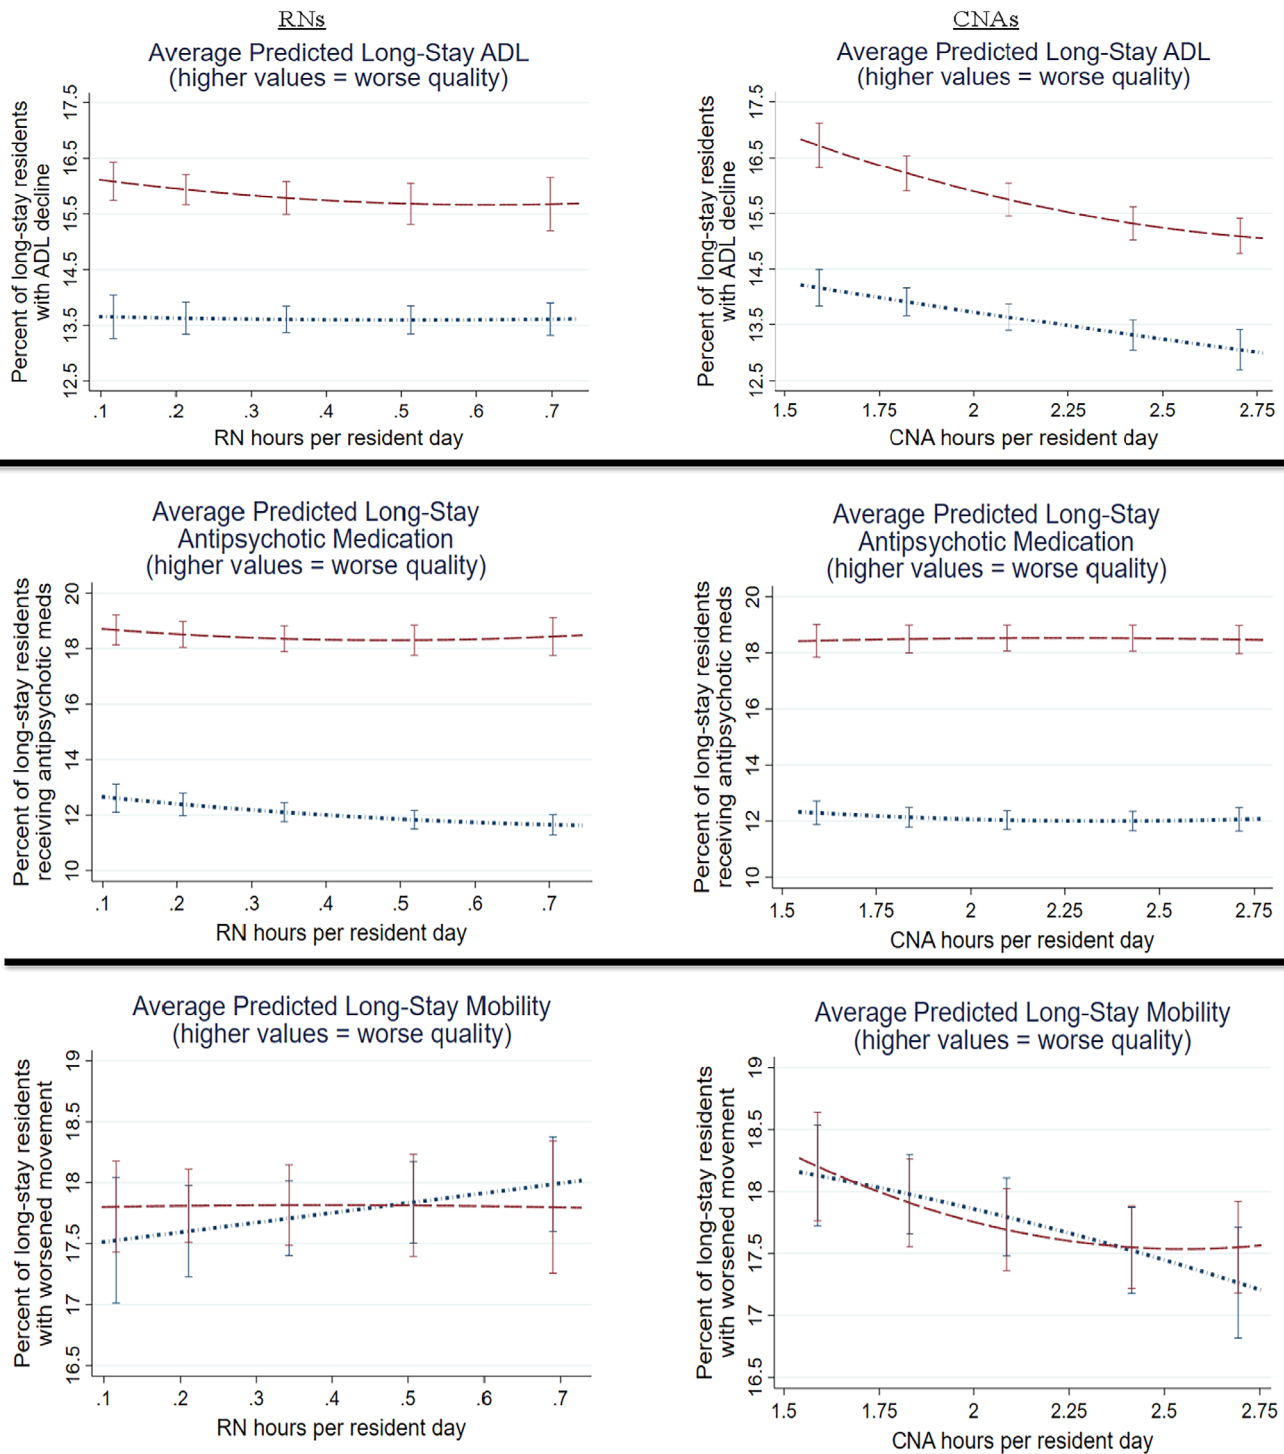 RNs
CNAs
Average Predicted Long-Stay ADL
(higher values = worse quality)
Percent of long-stay residents
with ADL decline
17.5
16.5
15.5
14.5
13.5
12.5
.1 .2 .3 .4 .5 .6 .7
RN hours per resident day
Average Predicted Long-Stay ADL
(higher values = worse quality)
Percent of long-stay residents
with ADL decline
17.5
16.5
15.5
14.5
13.5
12.5
1.5 1.75 2 2.25 2.5 2.75
CNA hours per resident day
Average Predicted Long-Stay
Antipsychotic Medication
(higher values = worse quality)
Percent of long-stay residents
receiving antipsychotic meds
20
18
16
14
12
10
.1 .2 .3 .4 .5 .6 .7
RN hours per resident day
Average Predicted Long-Stay
Antipsychotic Medication
(higher values = worse quality)
Percent of long-stay residents
receiving antipsychotic meds
20
18
16
14
12
10
1.5 1.75 2 2.25 2.5 2.75
CNA hours per resident day
Average Predicted Long-Stay Mobility
(higher values = worse quality)
Percent of long-stay residents
with worsened movement
19
18.5
18
17.5
17
16.5
.1 .2 .3 .4 .5 .6 .7
RN hours per resident day
Average Predicted Long-Stay Mobility
(higher values = worse quality)
Percent of long-stay residents
with worsened movement
19
18.5
18
17.5
17
16.5
1.5 1.75 2 2.25 2.5 2.75
CNA hours per resident day